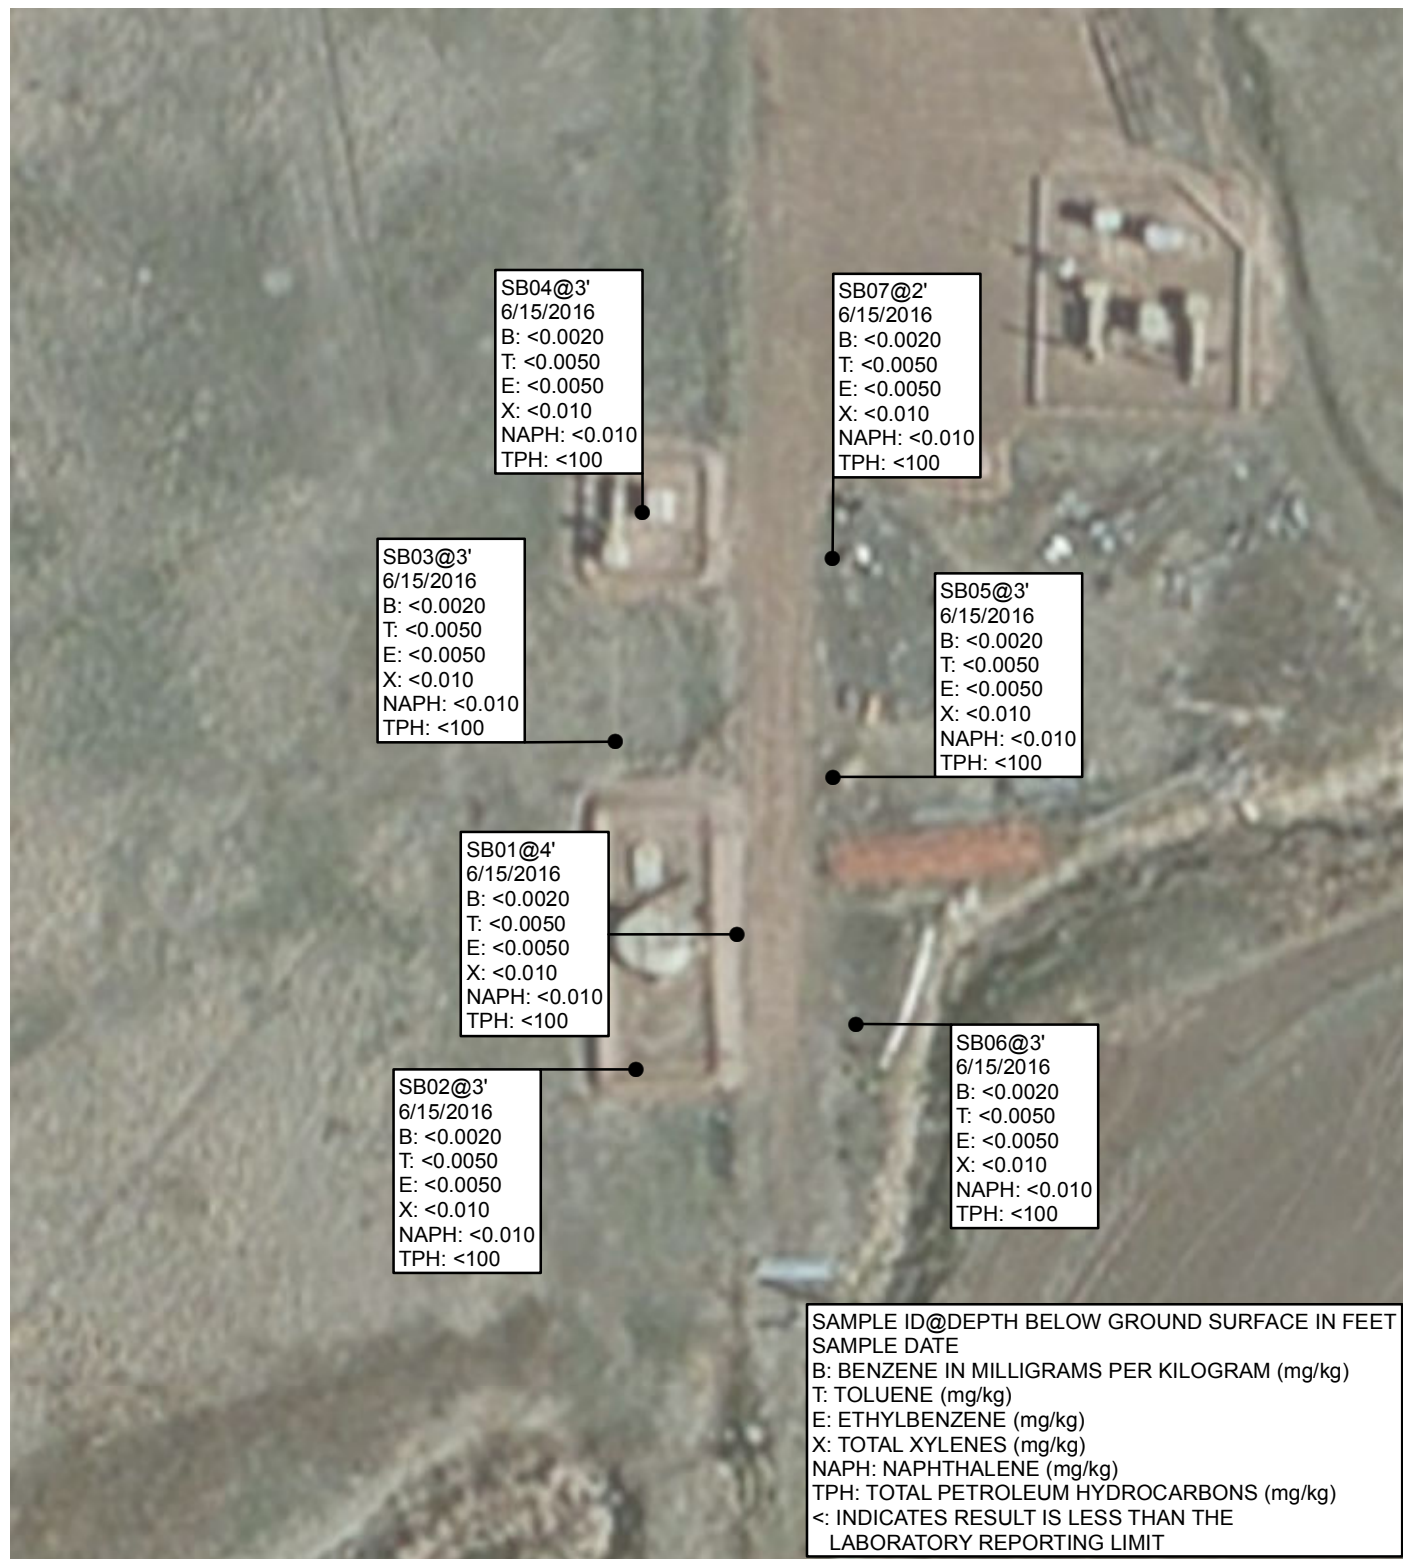 SB04@3'
6/15/2016
B: <0.0020
T: <0.0050
E: <0.0050
X: <0.010
NAPH: <0.010
TPH: <100
SB07@2'
6/15/2016
B: <0.0020
T: <0.0050
E: <0.0050
X: <0.010
NAPH: <0.010
TPH: <100
SB03@3'
6/15/2016
B: <0.0020
T: <0.0050
E: <0.0050
X: <0.010
NAPH: <0.010
TPH: <100
SB05@3'
6/15/2016
B: <0.0020
T: <0.0050
E: <0.0050
X: <0.010
NAPH: <0.010
TPH: <100
SB01@4'
6/15/2016
B: <0.0020
T: <0.0050
E: <0.0050
X: <0.010
NAPH: <0.010
TPH: <100
SB06@3'
6/15/2016
B: <0.0020
T: <0.0050
E: <0.0050
X: <0.010
NAPH: <0.010
TPH: <100
SB02@3'
6/15/2016
B: <0.0020
T: <0.0050
E: <0.0050
X: <0.010
NAPH: <0.010
TPH: <100
SAMPLE ID@DEPTH BELOW GROUND SURFACE IN FEET
SAMPLE DATE
B: BENZENE IN MILLIGRAMS PER KILOGRAM (mg/kg)
T: TOLUENE (mg/kg)
E: ETHYLBENZENE (mg/kg)
X: TOTAL XYLENES (mg/kg)
NAPH: NAPHTHALENE (mg/kg)
TPH: TOTAL PETROLEUM HYDROCARBONS (mg/kg)
<: INDICATES RESULT IS LESS THAN THE
LABORATORY REPORTING LIMIT